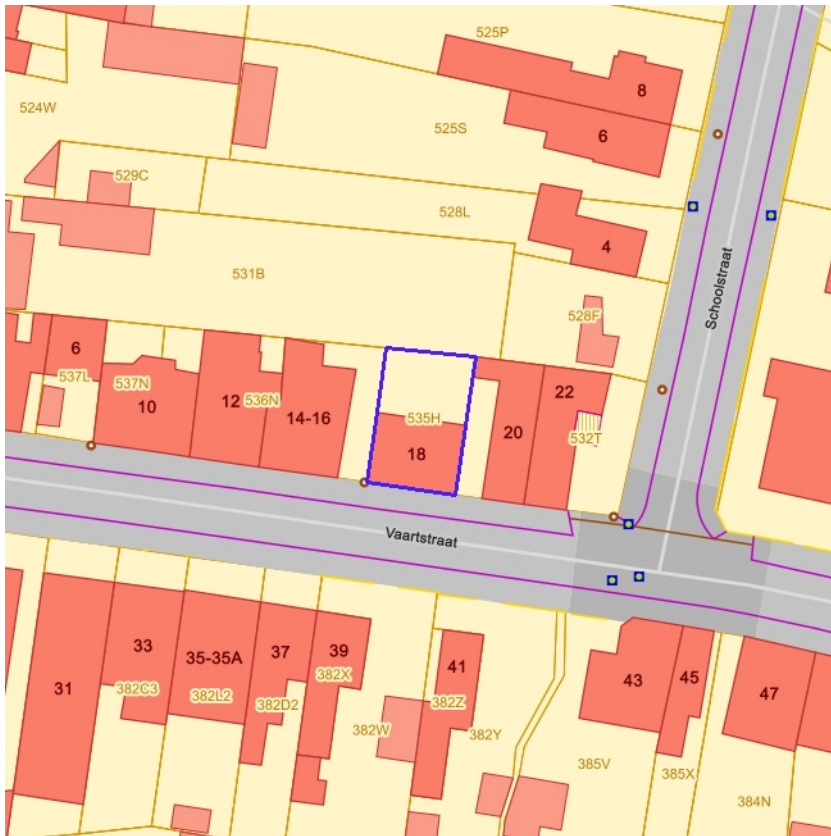 525P
8
524W
525S
6
529C
528L
4
531B
Schoolstraat
528F
6
537L
537N
10
12
536N
14-16
535H
18
20
22
532T
Vaartstraat
33
35-35A
37
39
41
31
382C3
382L2
382D2
382X
382W
382Z
382Y
43
45
47
385V
385X
384N